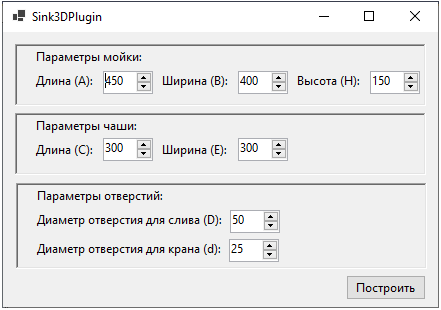 Sink3DPlugin
Параметры мойки:
Длина (A): 450 Ширина (B): 400 Высота (H): 150
Параметры чаши:
Длина (C): 300 Ширина (E): 300
Параметры отверстий:
Диаметр отверстия для слива (D): 50
Диаметр отверстия для крана (d): 25
Построить